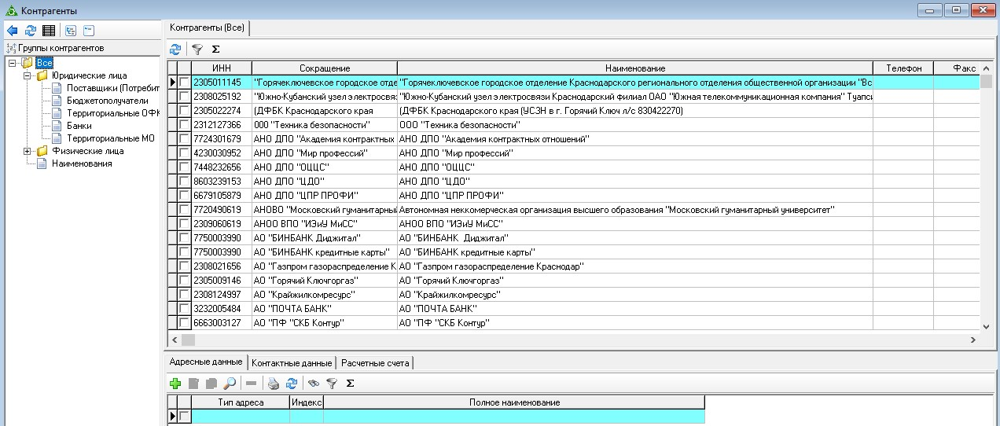 Контрагенты
Группы контрагентов
Все
Юридические лица
Поставщики (Потребит
Бюджетополучатели
Территориальные ОФК
Банки
Территориальные МО
Физические лица
Наименования
Контрагенты (Все)
Σ
ИНН Сокращение Наименование Телефон Факс
2305011145 "Горячеключевское городское отде "Горячеключевское городское отделение Краснодарского регионального отделения общественной организации "Вс
2308025192 "Южно-Кубанский узел электросвяз "Южно-Кубанский узел электросвязи Краснодарский филиал ОАО "Южная телекоммуникационная компания" Туапси
2305022274 (ДФБК Краснодарского края (ДФБК Краснодарского края (УСЗН в г. Горячий Ключ л/с 830422270)
2312127366 000 "Техника безопасности" ООО "Техника безопасности"
7724301679 АНО ДПО "Академия контрактных АНО ДПО "Академия контрактных отношений"
4230030952 АНО ДПО "Мир профессий" АНО ДПО "Мир профессий"
7448232656 АНО ДПО "ОЦЦС" АНО ДПО "ОЦЦС"
8603239153 АНО ДПО "ЦДО" АНО ДПО "ЦДО"
6679105879 АНО ДПО "ЦПР ПРОФИ" АНО ДПО "ЦПР ПРОФИ"
7720490619 АНОВО "Московский гуманитарный Автономная неккомерческая организация высшего образования "Московский гуманитарный университет"
2309060619 АНОО ВПО "ИЭиУ МиСС" АНОО ВПО "ИЭиУ МиСС"
7750003990 АО "БИНБАНК Диджитал" АО "БИНБАНК Диджитал"
7750003990 АО "БИНБАНК кредитные карты" АО "БИНБАНК кредитные карты"
2308021656 АО "Газпром газораспределение К АО "Газпром газораспределение Краснодар"
2305009146 АО "Горячий Ключгоргаз" АО "Горячий Ключгоргаз"
2308124997 АО "Крайжилкомресурс" АО "Крайжилкомресурс"
3232005484 АО "ПОЧТА БАНК" АО "ПОЧТА БАНК"
6663003127 АО "ПФ "СКБ Контур" АО "ПФ "СКБ Контур"
Адресные данные Контактные данные Расчетные счета
Σ
Тип адреса Индекс Полное наименование